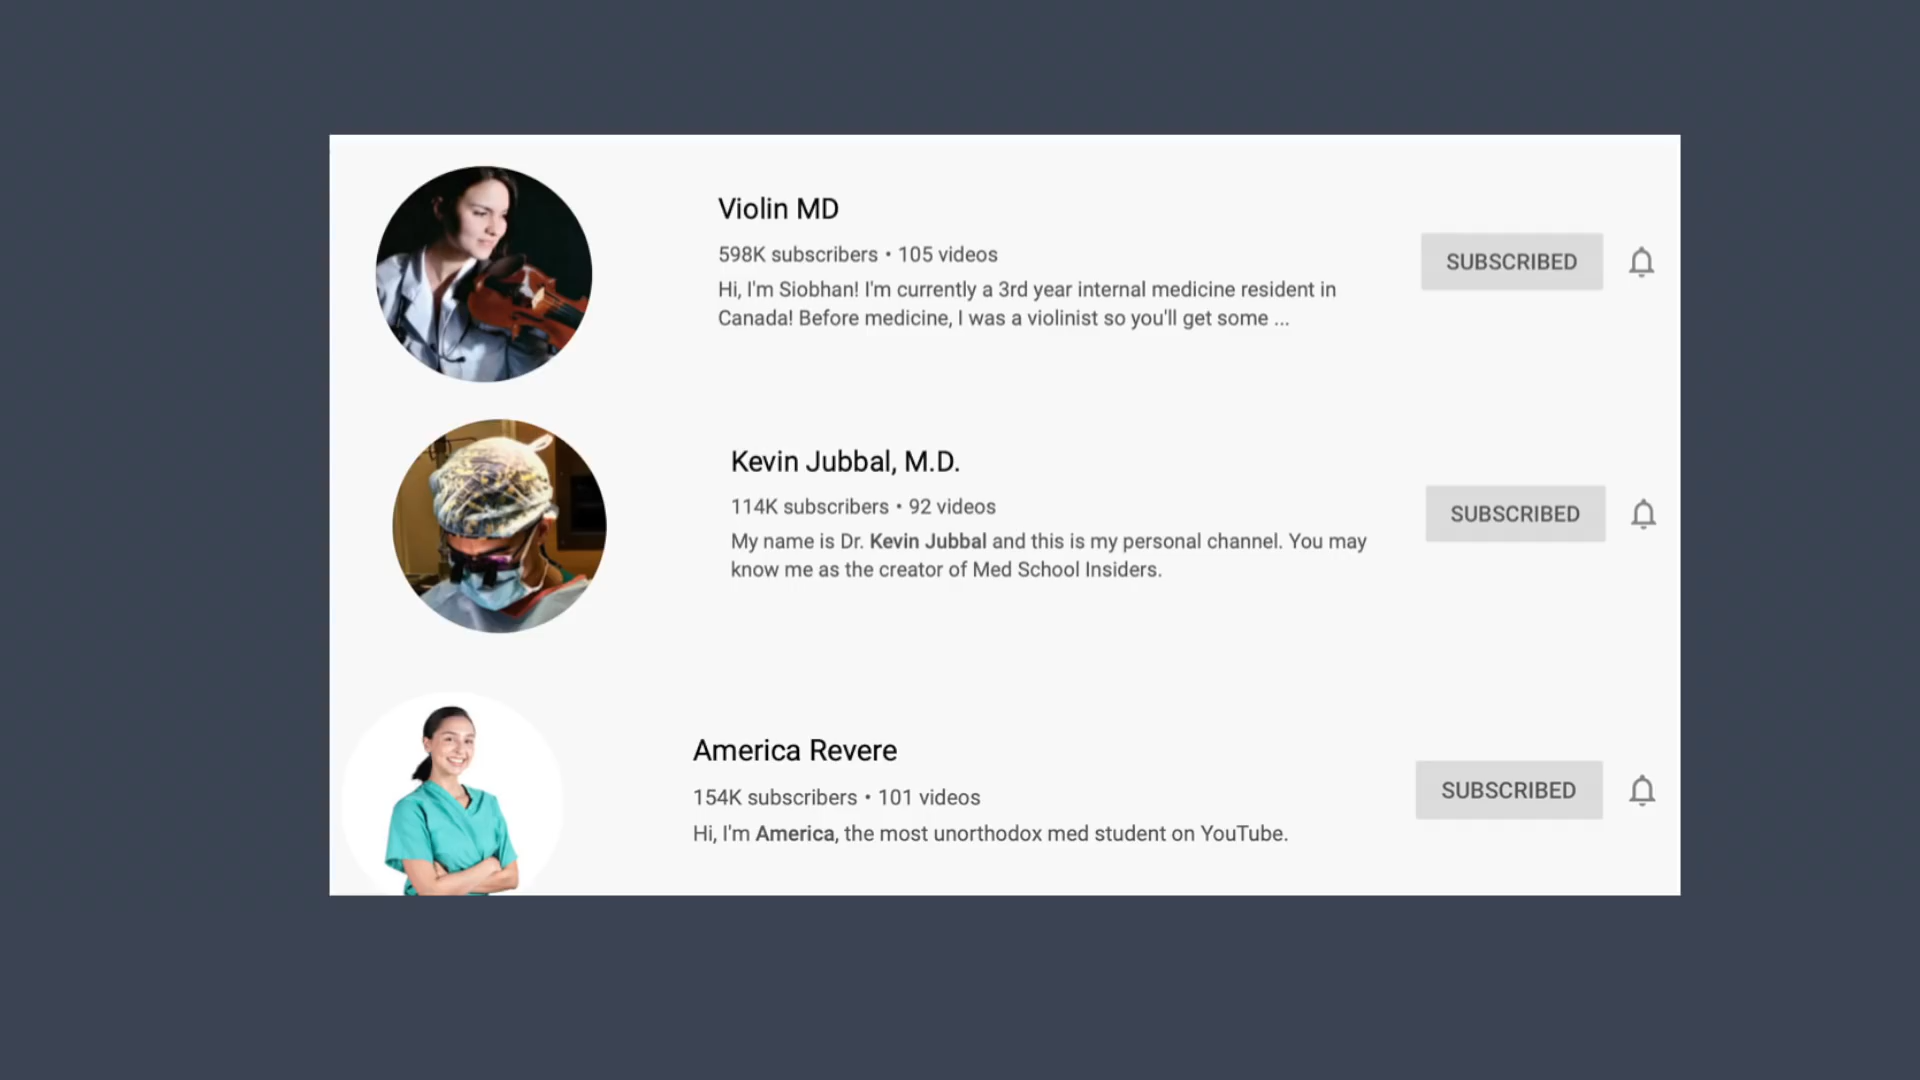 Violin MD
598K subscribers • 105 videos
Hi, I'm Siobhan! I'm currently a 3rd year internal medicine resident in
Canada! Before medicine, I was a violinist so you'll get some ...
SUBSCRIBED
Kevin Jubbal, M.D.
114K subscribers • 92 videos
My name is Dr. Kevin Jubbal and this is my personal channel. You may
know me as the creator of Med School Insiders.
SUBSCRIBED
America Revere
154K subscribers • 101 videos
Hi, I'm America, the most unorthodox med student on YouTube.
SUBSCRIBED